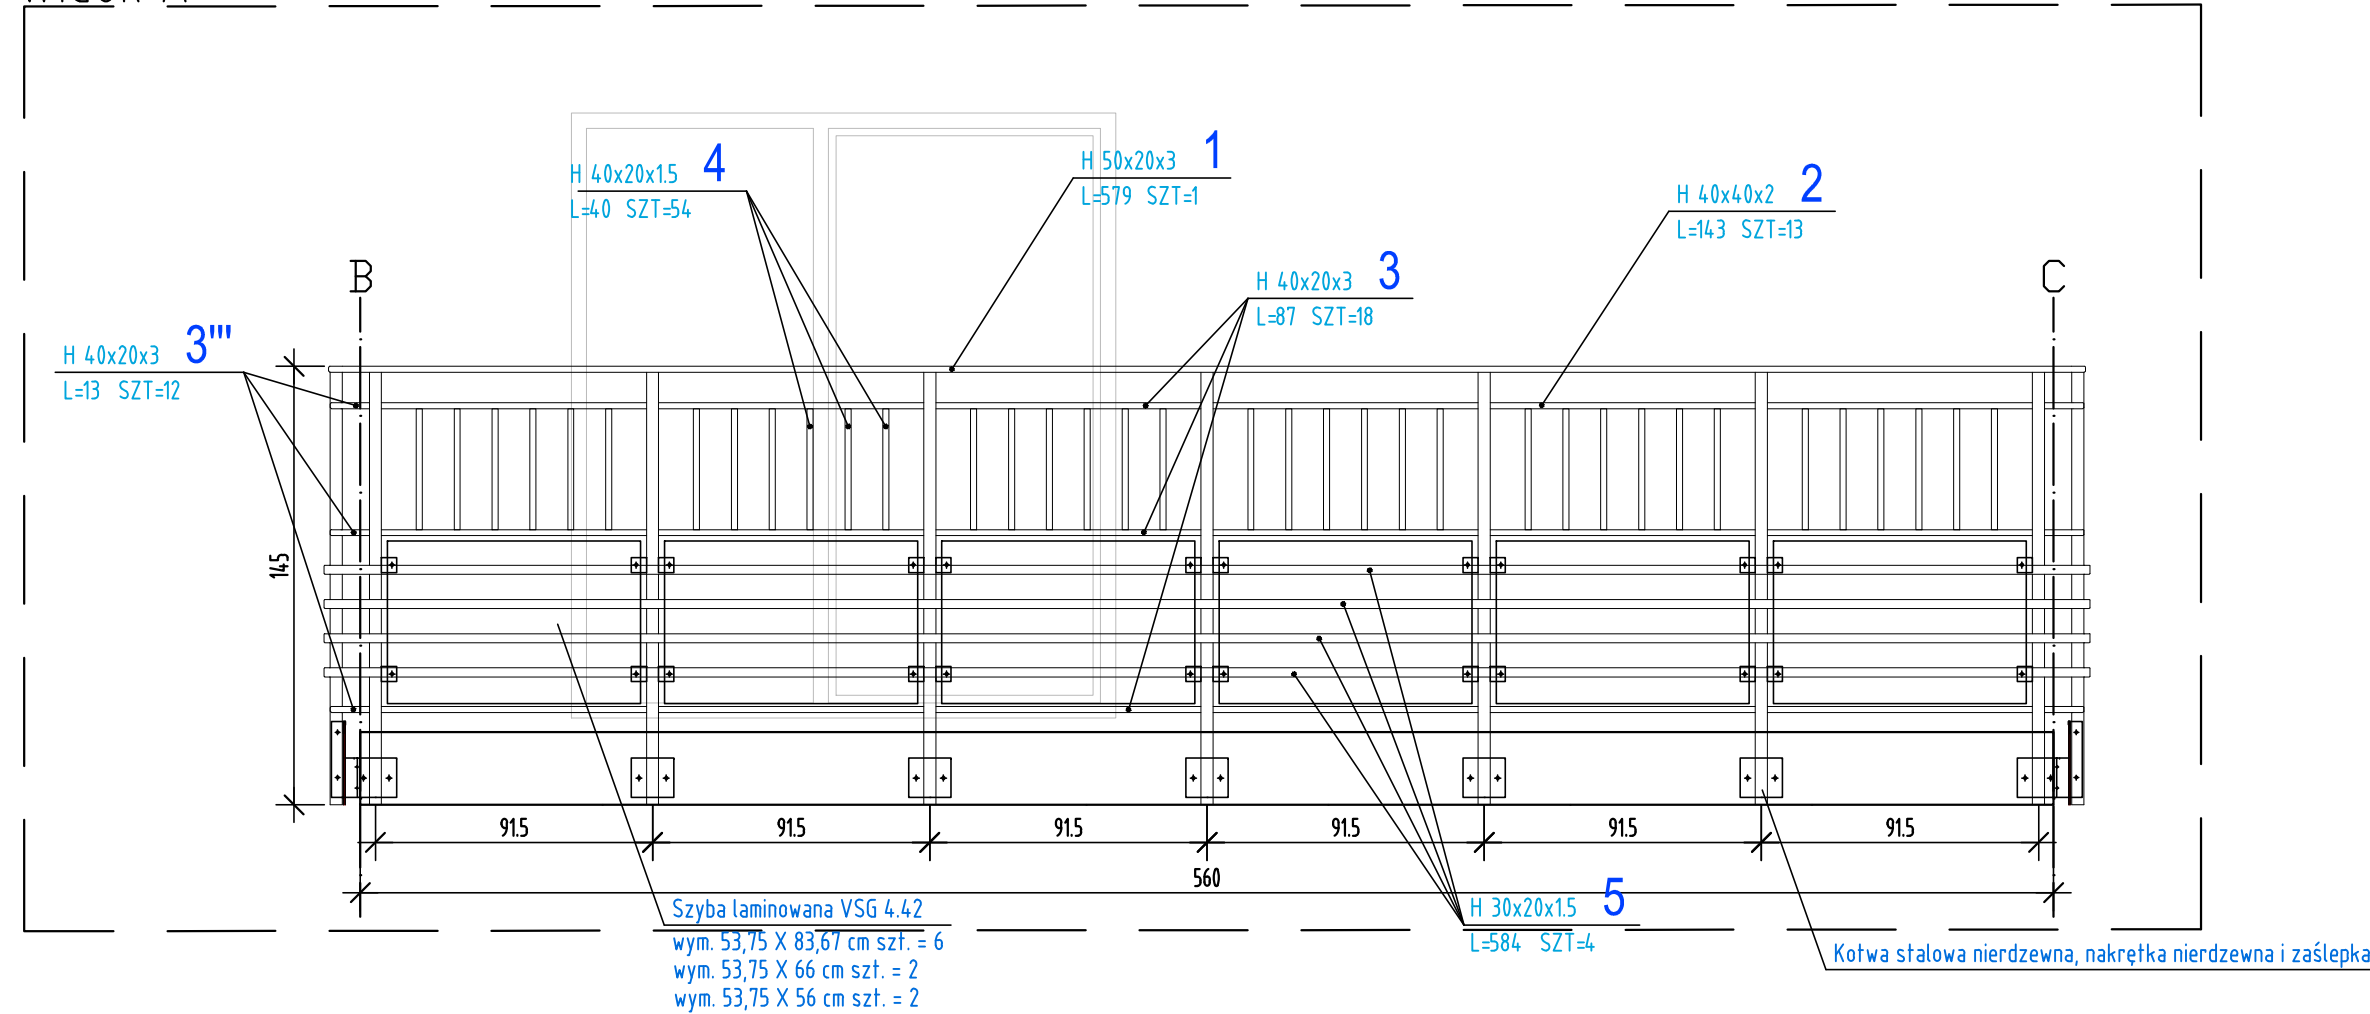 H 50x20x3 1
L=579 SZT=1
H 40x20x1.5 4
L=40 SZT=54
H 40x40x2 2
L=143 SZT=13
B
C
H 40x20x3 3
L=87 SZT=18
H 40x20x3 3'''
L=13 SZT=12
145
91.5 91.5 91.5 91.5 91.5 91.5
560
Szyba laminowana VSG 4.42
wym. 53,75 X 83,67 cm szt. = 6
wym. 53,75 X 66 cm szt. = 2
wym. 53,75 X 56 cm szt. = 2
H 30x20x1.5 5
L=584 SZT=4
Kotwa stalowa nierdzewna, nakrętka nierdzewna i zaślepka